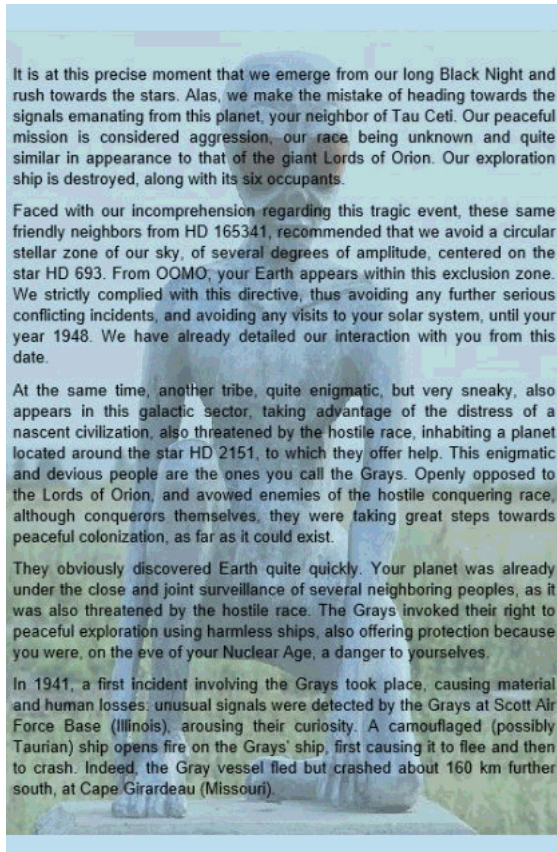 It is at this precise moment that we emerge from our long Black Night and
rush towards the stars. Alas, we make the mistake of heading towards the
signals emanating from this planet, your neighbor of Tau Ceti. Our peaceful
mission is considered aggression, our race being unknown and quite
similar in appearance to that of the giant Lords of Orion. Our exploration
ship is destroyed, along with its six occupants.
Faced with our incomprehension regarding this tragic event, these same
friendly neighbors from HD 165341, recommended that we avoid a circular
stellar zone of our sky, of several degrees of amplitude, centered on the
star HD 693. From OOMO, your Earth appears within this exclusion zone.
We strictly complied with this directive, thus avoiding any further serious
conflicting incidents, and avoiding any visits to your solar system, until your
year 1948. We have already detailed our interaction with you from this
date.
At the same time, another tribe, quite enigmatic, but very sneaky, also
appears in this galactic sector, taking advantage of the distress of a
nascent civilization, also threatened by the hostile race, inhabiting a planet
located around the star HD 2151, to which they offer help. This enigmatic
and devious people are the ones you call the Grays. Openly opposed to
the Lords of Orion, and avowed enemies of the hostile conquering race,
although conquerors themselves, they were taking great steps towards
peaceful colonization, as far as it could exist.
They obviously discovered Earth quite quickly. Your planet was already
under the close and joint surveillance of several neighboring peoples, as it
was also threatened by the hostile race. The Grays invoked their right to
peaceful exploration using harmless ships, also offering protection because
you were, on the eve of your Nuclear Age, a danger to yourselves.
In 1941, a first incident involving the Grays took place, causing material
and human losses: unusual signals were detected by the Grays at Scott Air
Force Base (Illinois), arousing their curiosity. A camouflaged (possibly
Taurian) ship opens fire on the Grays' ship, first causing it to flee and then
to crash. Indeed, the Gray vessel fled but crashed about 160 km further
south, at Cape Girardeau (Missouri).